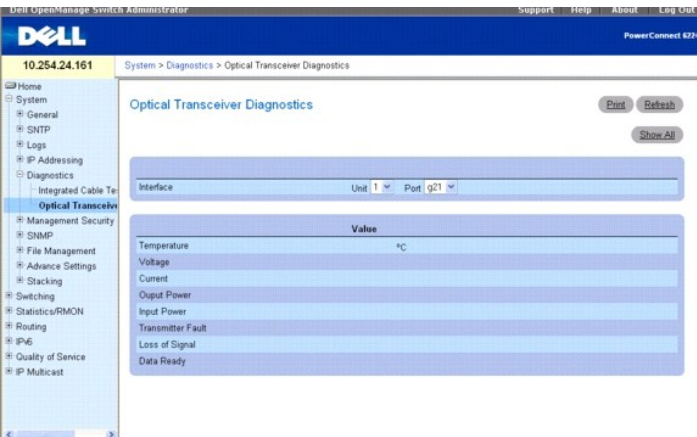 Dell OpenManage Switch Administrator Support Help About Log Out
DELL
PowerConnect 6224
10.254.24.161
System > Diagnostics > Optical Transceiver Diagnostics
Home
System
General
SNTP
Logs
IP Addressing
Diagnostics
Integrated Cable Te
Optical Transceive
Management Security
SNMP
File Management
Advance Settings
Stacking
Switching
Statistics/RMON
Routing
IPv6
Quality of Service
IP Multicast
Optical Transceiver Diagnostics
Print Refresh
Show All
Interface Unit 1 Port g21
Value
Temperature °C
Voltage
Current
Ouput Power
Input Power
Transmitter Fault
Loss of Signal
Data Ready